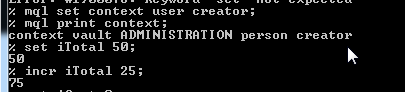 % mql set context user creator;
% mql print context;
context vault ADMINISTRATION person creator
% set iTotal 50;
50
% incr iTotal 25;
75